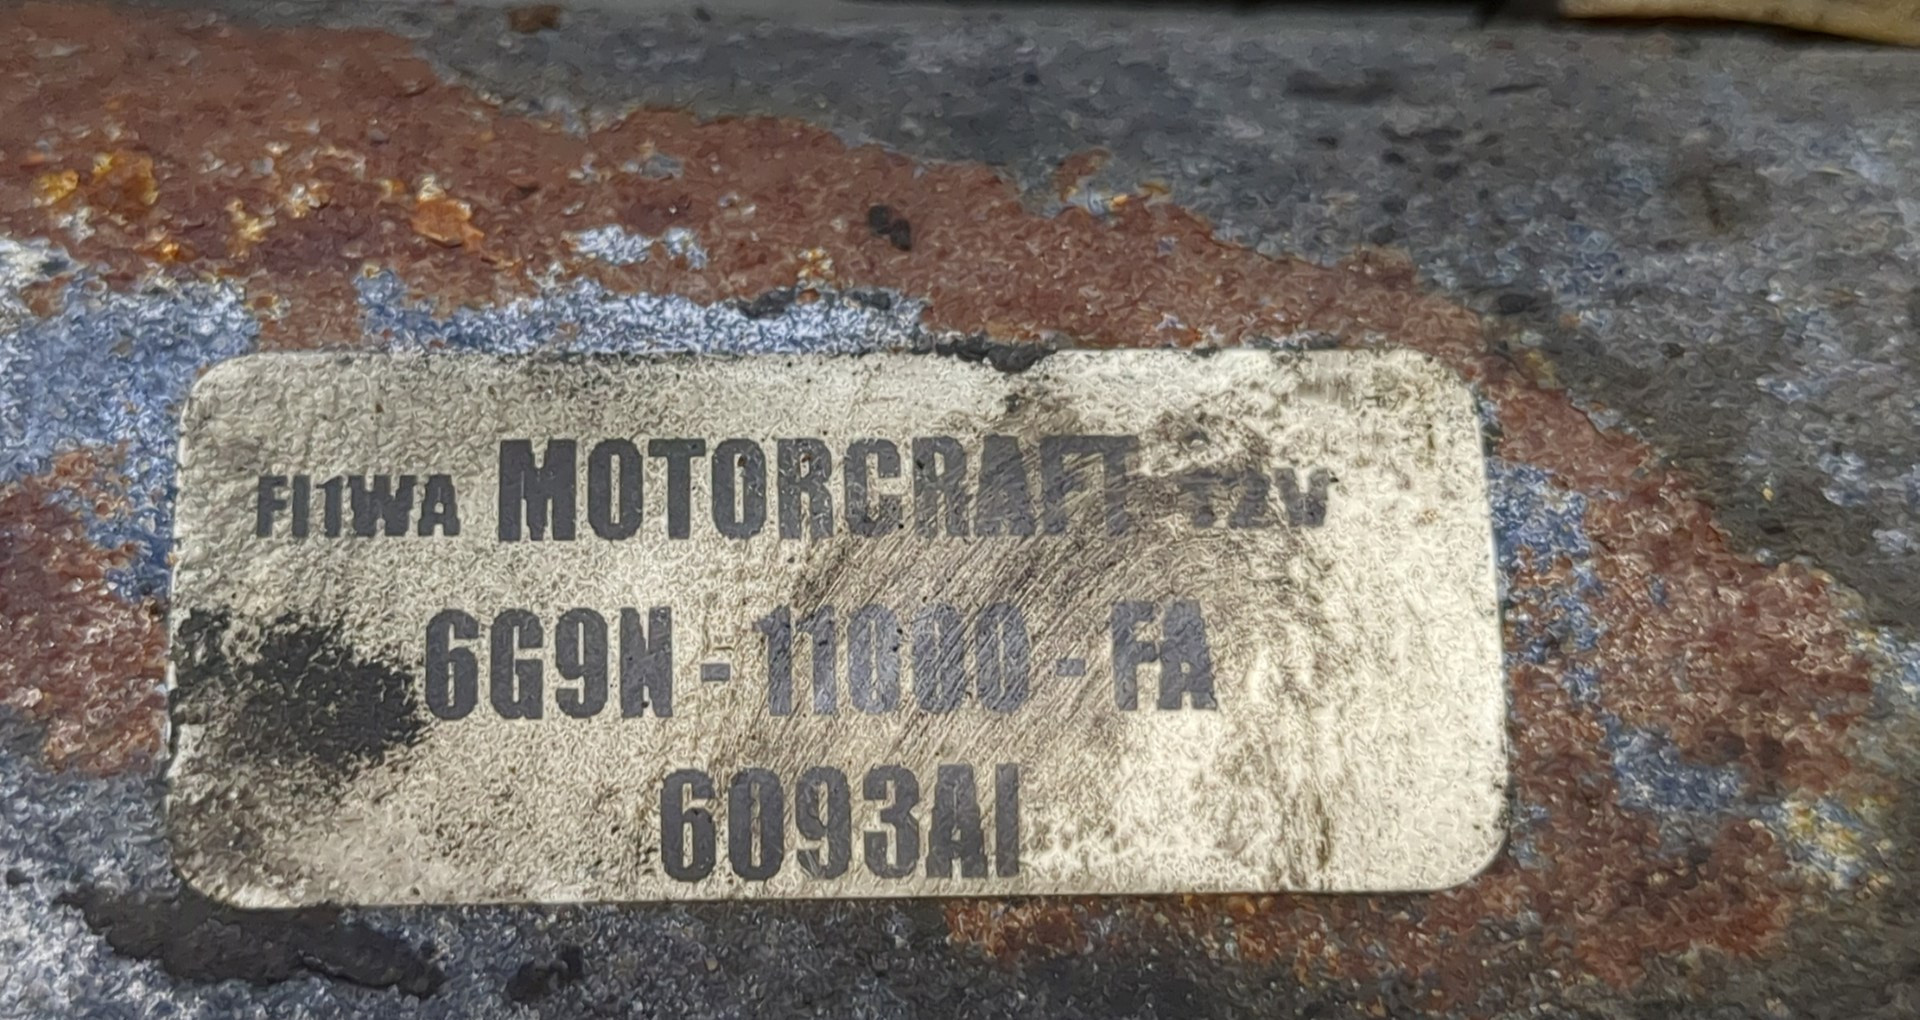 FI1WA MOTORCRAFT 12V
6G9N - 11000 - FA
6093AI